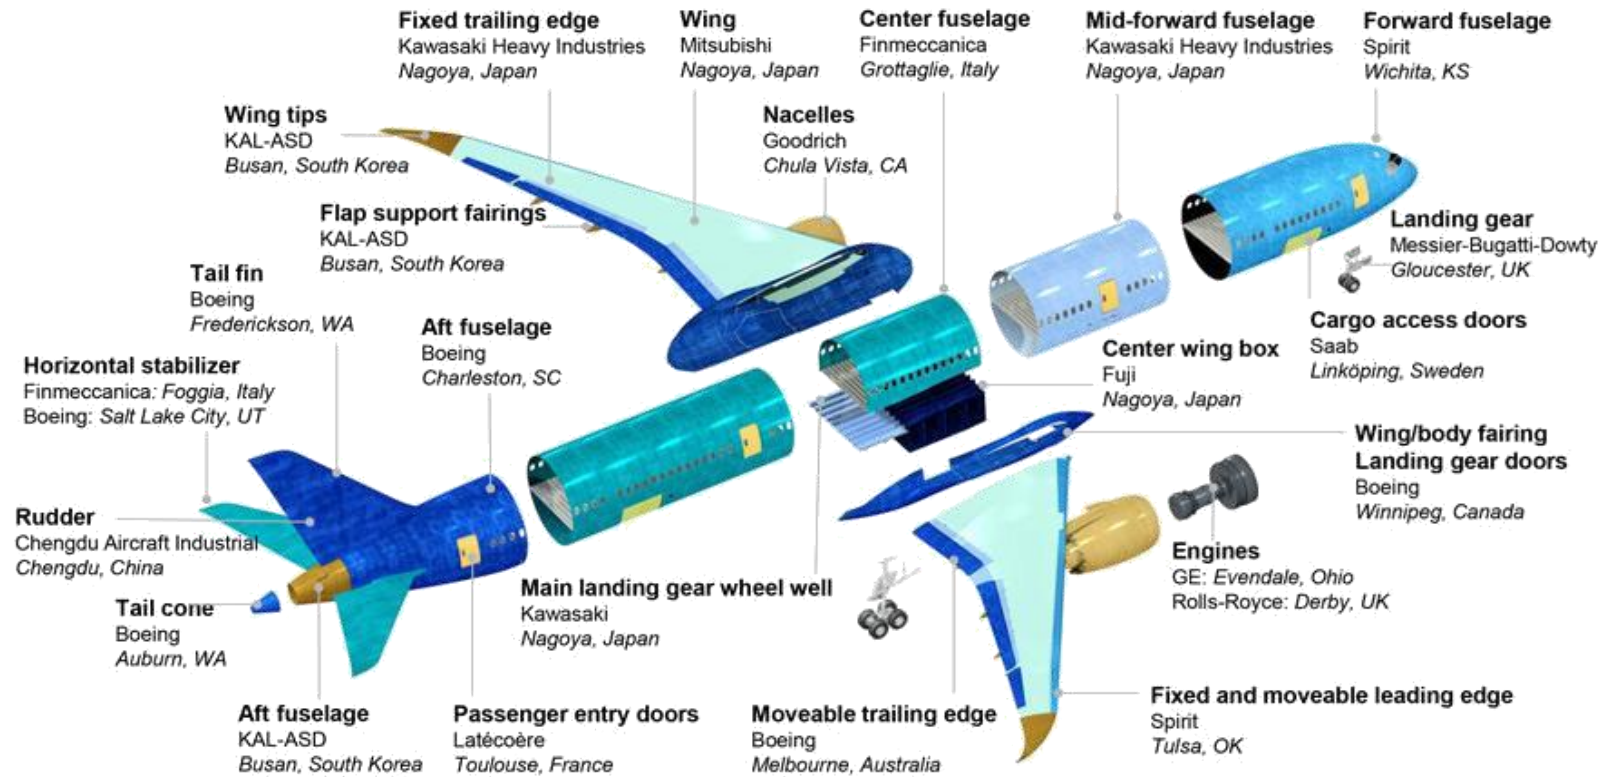 Fixed trailing edge
Kawasaki Heavy Industries
Nagoya, Japan
Wing
Mitsubishi
Nagoya, Japan
Center fuselage
Finmeccanica
Grottaglie, Italy
Mid-forward fuselage
Kawasaki Heavy Industries
Nagoya, Japan
Forward fuselage
Spirit
Wichita, KS
Wing tips
KAL-ASD
Busan, South Korea
Nacelles
Goodrich
Chula Vista, CA
Flap support fairings
KAL-ASD
Busan, South Korea
Landing gear
Messier-Bugatti-Dowty
Gloucester, UK
Tail fin
Boeing
Frederickson, WA
Aft fuselage
Boeing
Charleston, SC
Cargo access doors
Saab
Linköping, Sweden
Horizontal stabilizer
Finmeccanica: Foggia, Italy
Boeing: Salt Lake City, UT
Center wing box
Fuji
Nagoya, Japan
Wing/body fairing
Landing gear doors
Boeing
Winnipeg, Canada
Rudder
Chengdu Aircraft Industrial
Chengdu, China
Engines
GE: Evendale, Ohio
Rolls-Royce: Derby, UK
Tail cone
Boeing
Auburn, WA
Main landing gear wheel well
Kawasaki
Nagoya, Japan
Aft fuselage
KAL-ASD
Busan, South Korea
Passenger entry doors
Latécoère
Toulouse, France
Moveable trailing edge
Boeing
Melbourne, Australia
Fixed and moveable leading edge
Spirit
Tulsa, OK